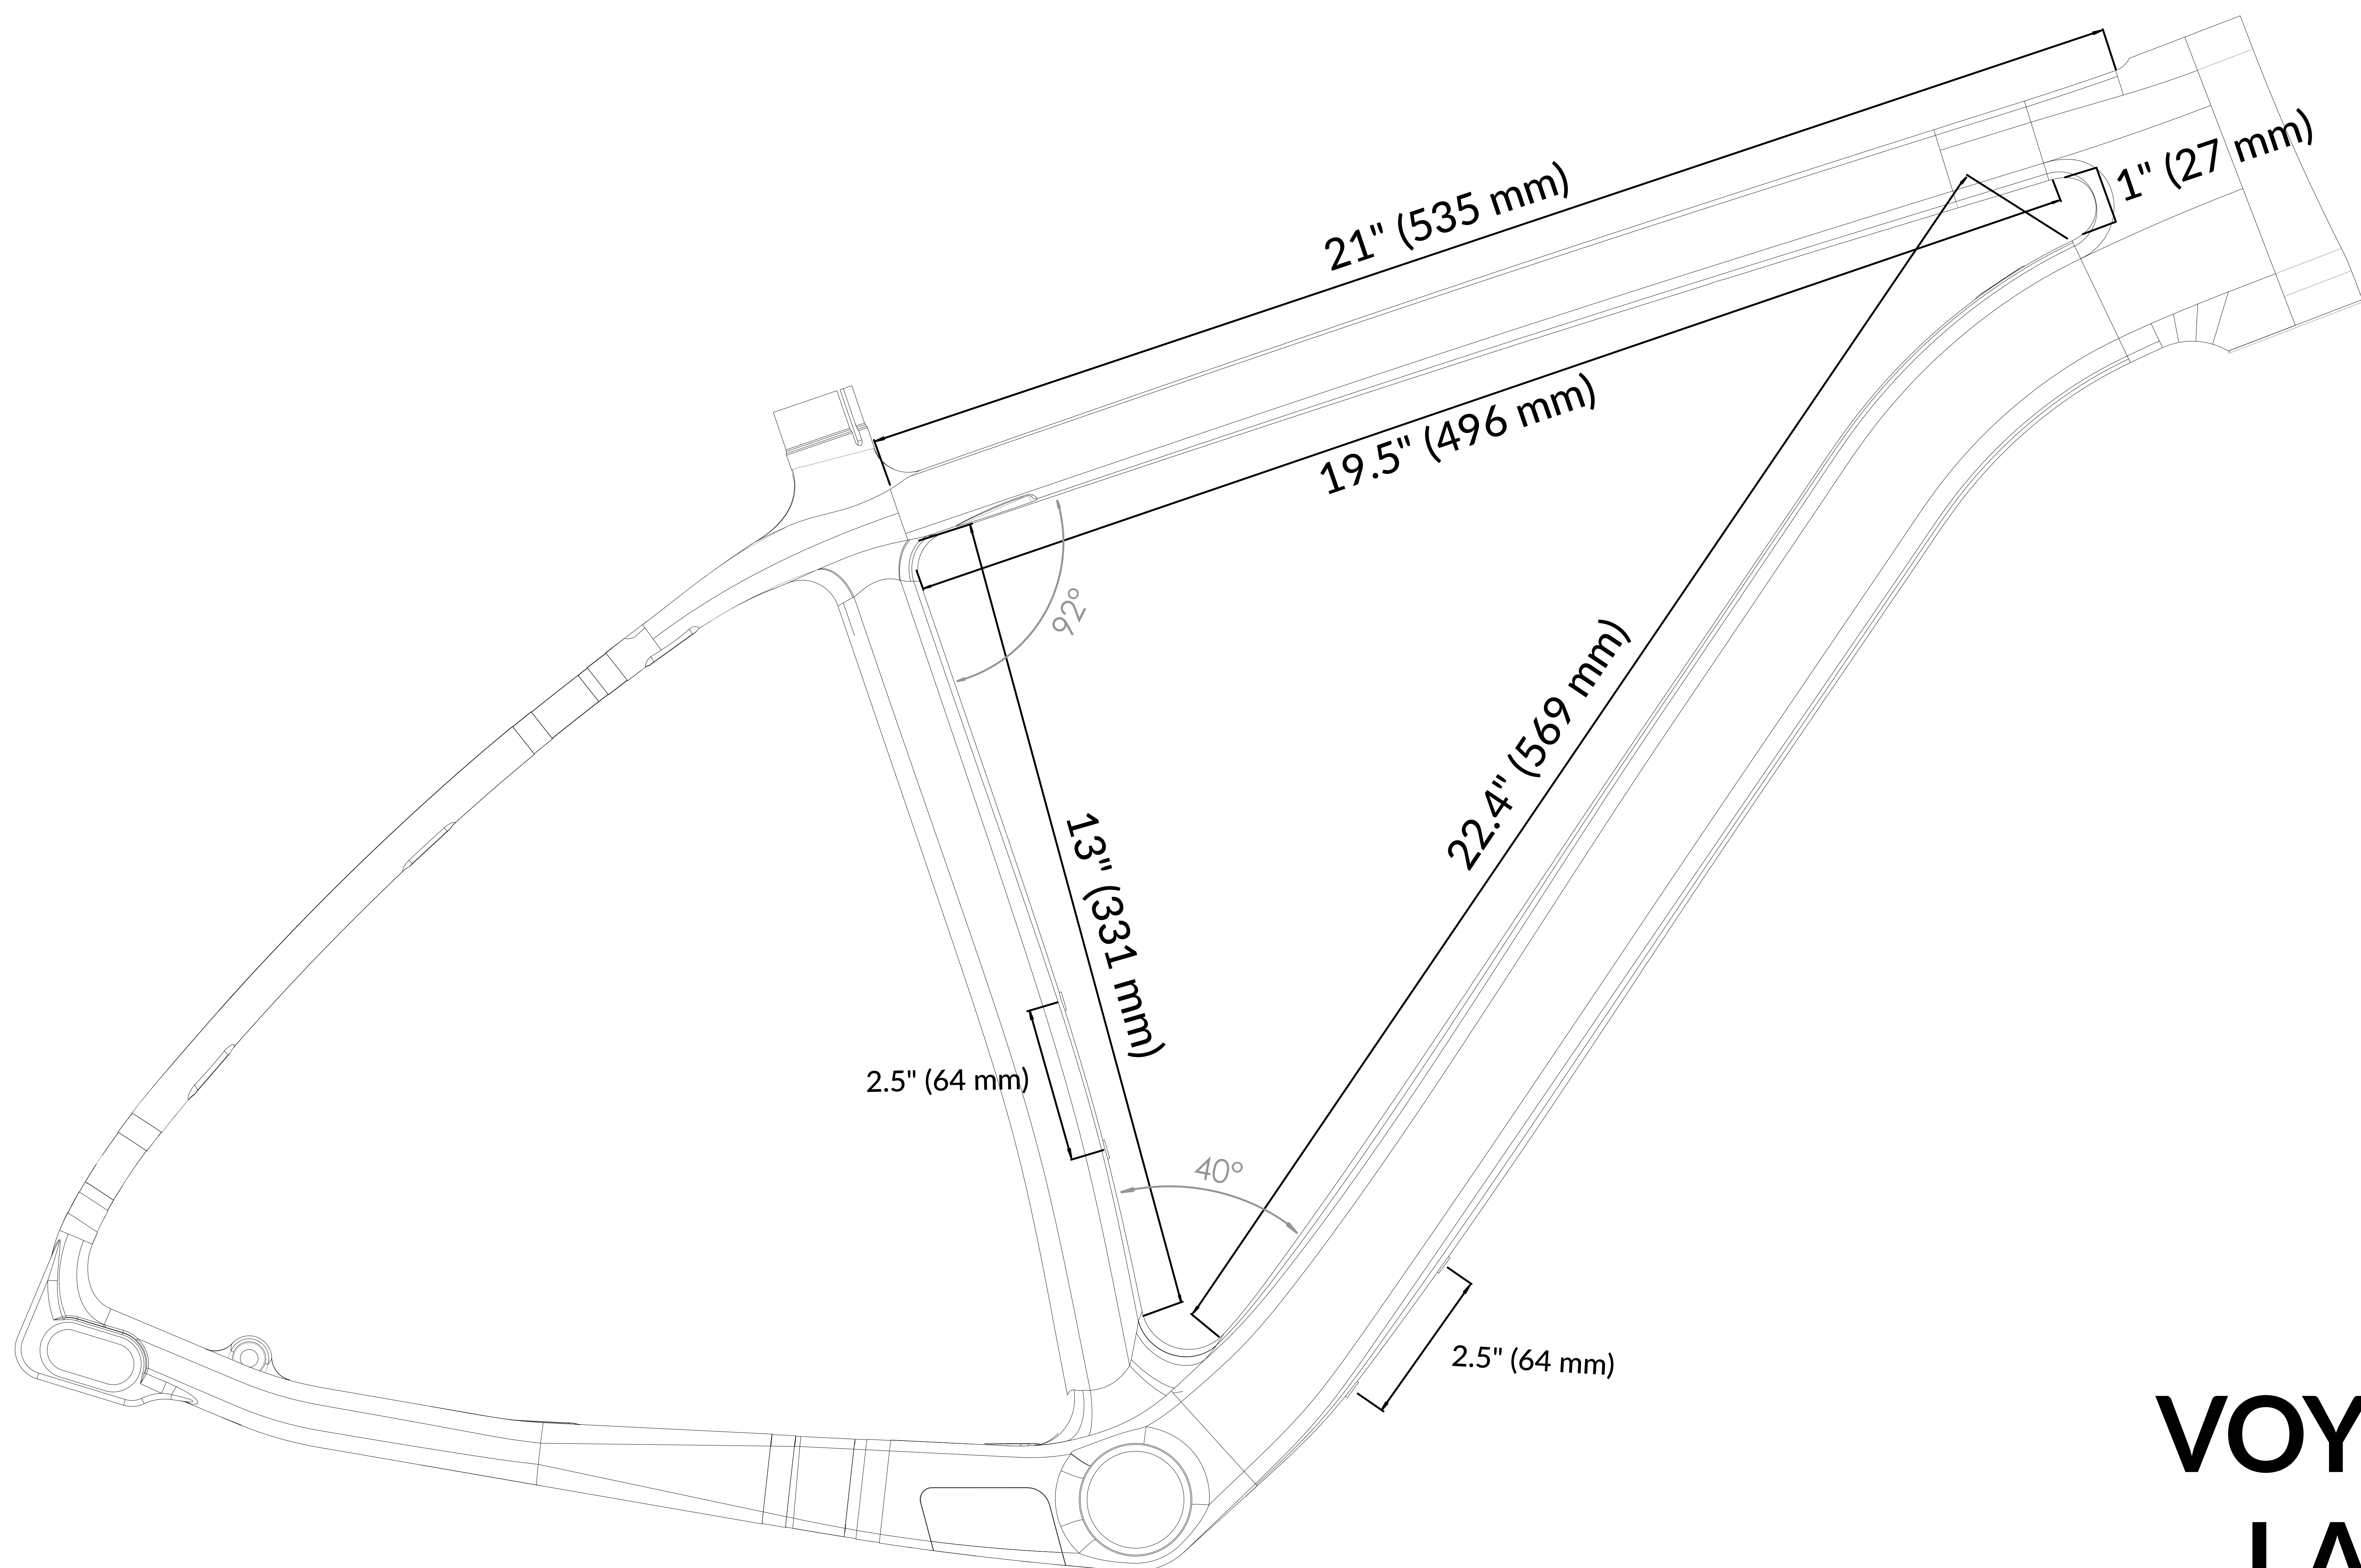 21" (535 mm)
1" (27 mm)
19.5" (496 mm)
92°
22.4" (569 mm)
13" (331 mm)
2.5" (64 mm)
40°
2.5" (64 mm)
VOY
LA